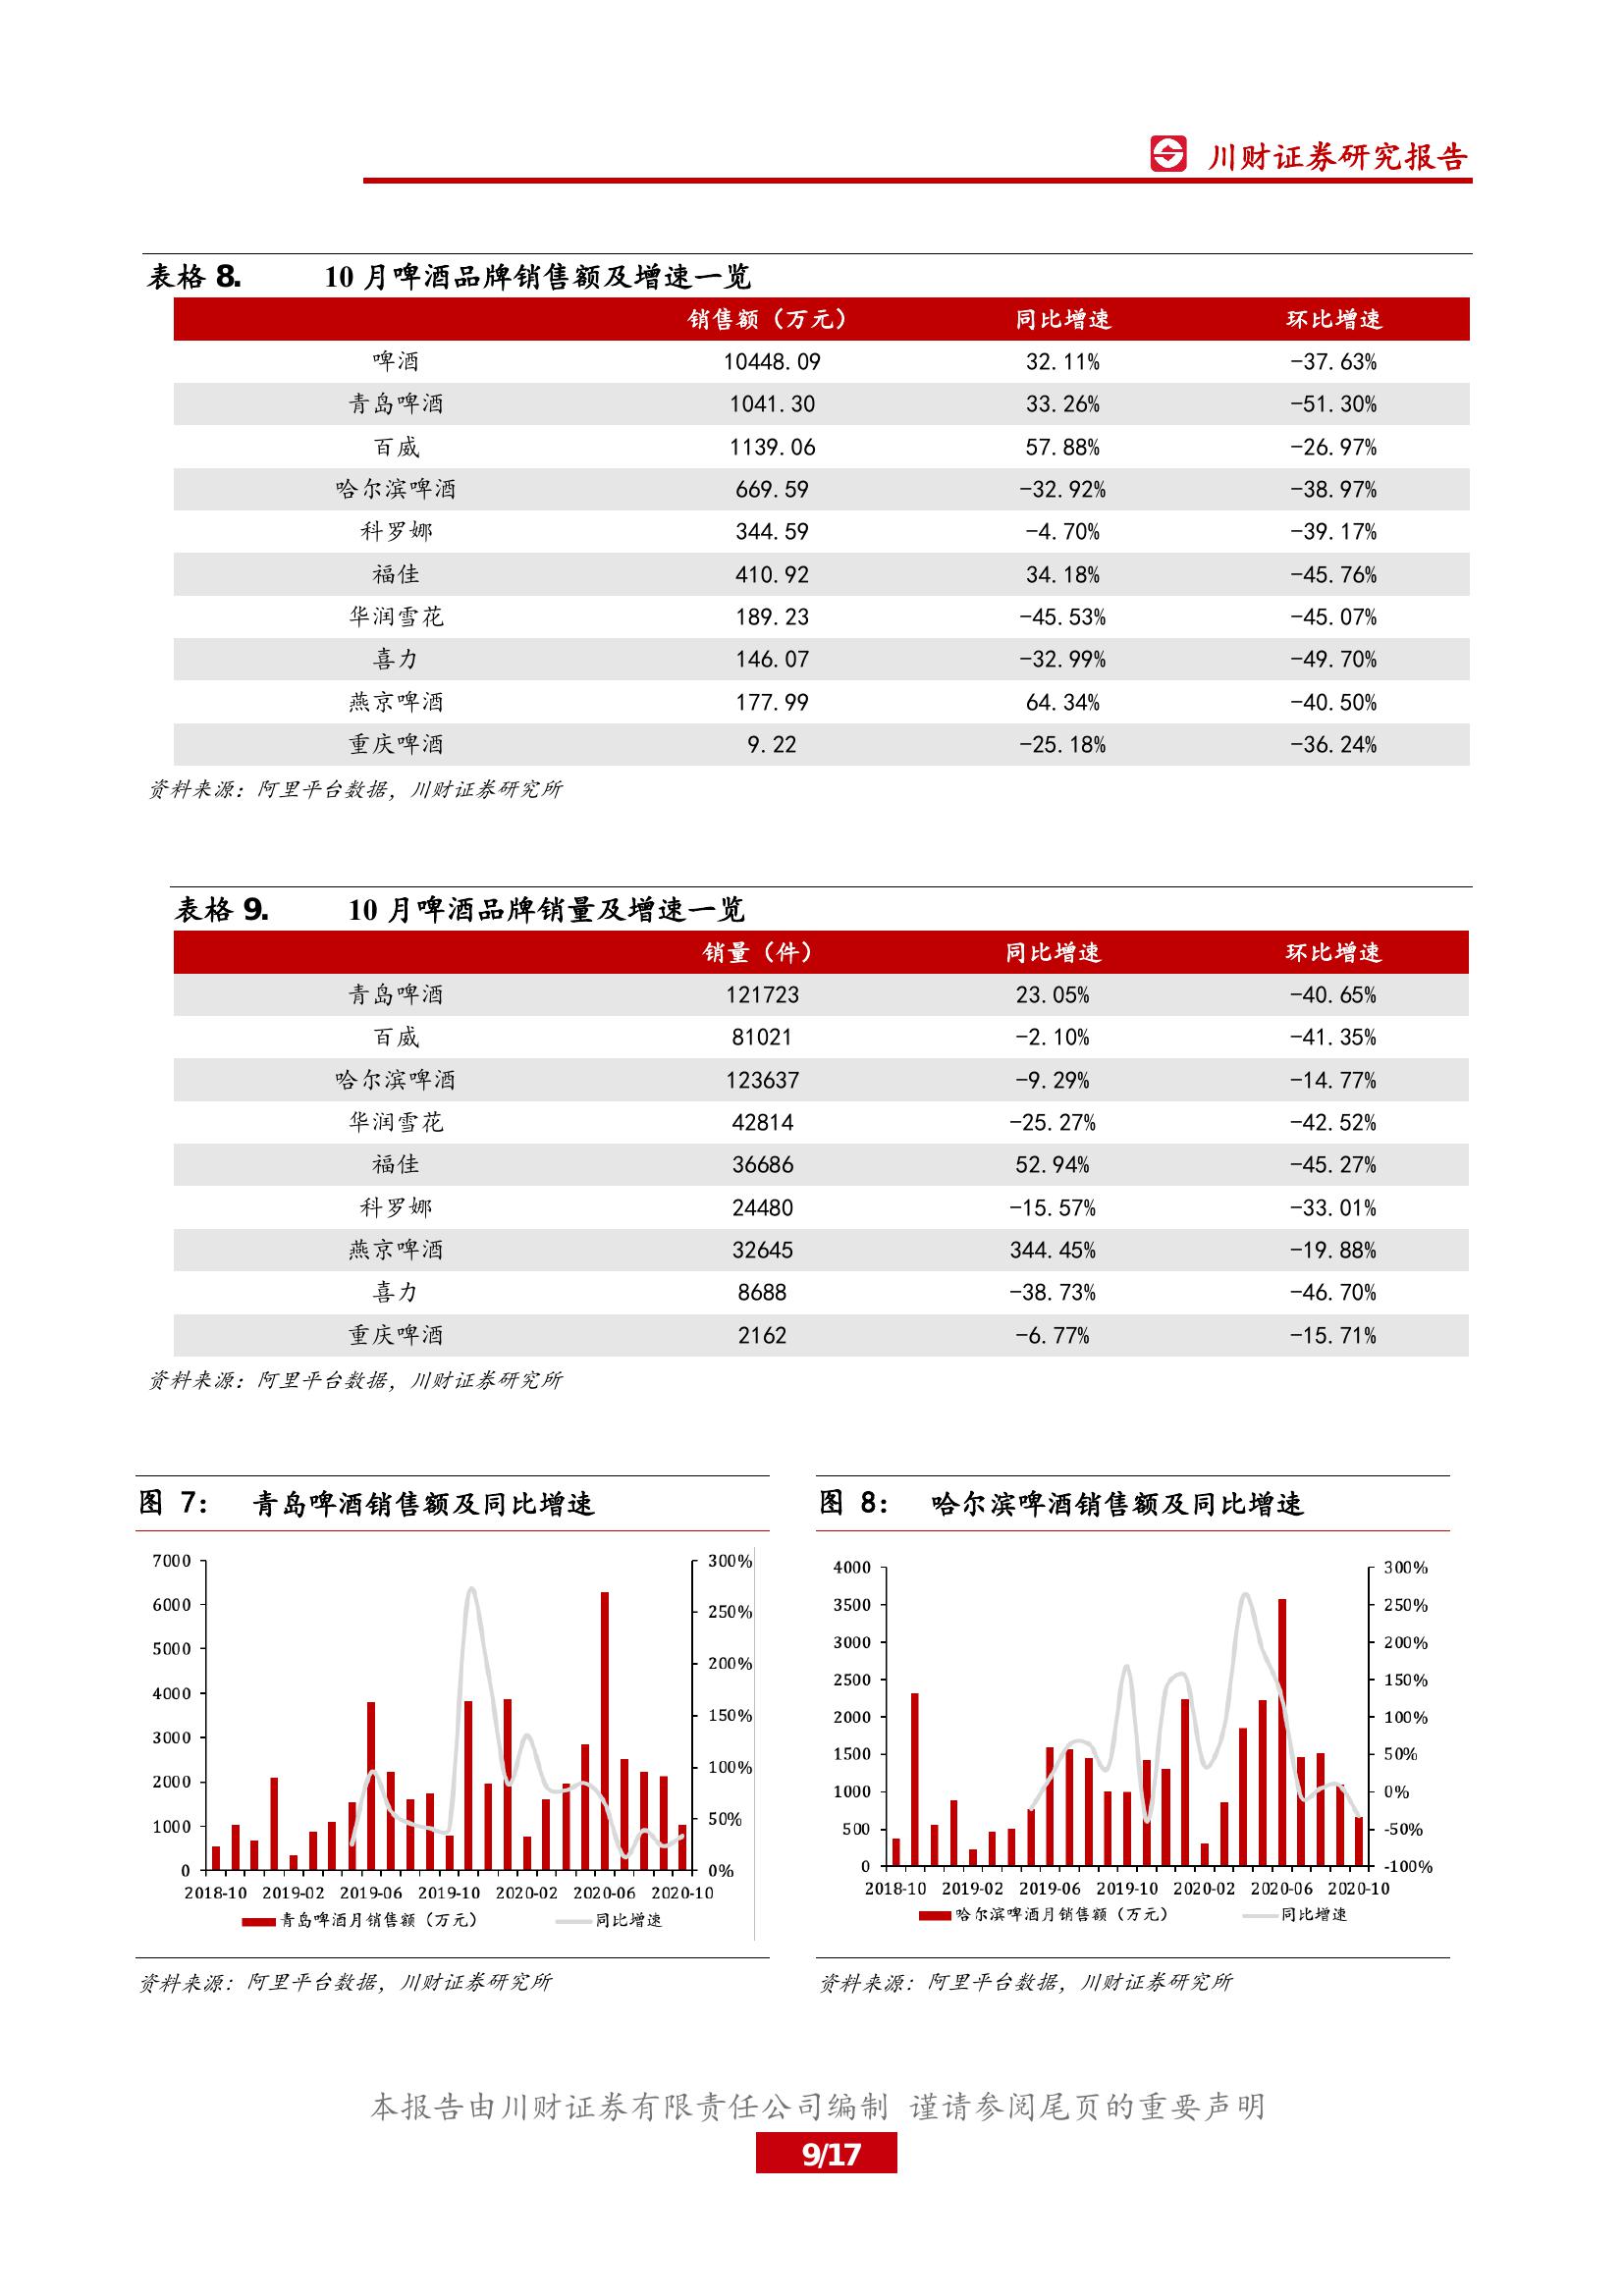 川财证券研究报告
表格 8. 10 月啤酒品牌销售额及增速一览
销售额（万元） 同比增速 环比增速
啤酒 10448.09 32.11% -37.63%
青岛啤酒 1041.30 33.26% -51.30%
百威 1139.06 57.88% -26.97%
哈尔滨啤酒 669.59 -32.92% -38.97%
科罗娜 344.59 -4.70% -39.17%
福佳 410.92 34.18% -45.76%
华润雪花 189.23 -45.53% -45.07%
喜力 146.07 -32.99% -49.70%
燕京啤酒 177.99 64.34% -40.50%
重庆啤酒 9.22 -25.18% -36.24%
资料来源：阿里平台数据，川财证券研究所
表格 9. 10 月啤酒品牌销量及增速一览
销量（件） 同比增速 环比增速
青岛啤酒 121723 23.05% -40.65%
百威 81021 -2.10% -41.35%
哈尔滨啤酒 123637 -9.29% -14.77%
华润雪花 42814 -25.27% -42.52%
福佳 36686 52.94% -45.27%
科罗娜 24480 -15.57% -33.01%
燕京啤酒 32645 344.45% -19.88%
喜力 8688 -38.73% -46.70%
重庆啤酒 2162 -6.77% -15.71%
资料来源：阿里平台数据，川财证券研究所
图 7： 青岛啤酒销售额及同比增速
7000 300%
6000 250%
5000 200%
4000 150%
3000 100%
2000 50%
1000 0%
0
2018-10 2019-02 2019-06 2019-10 2020-02 2020-06 2020-10
青岛啤酒月销售额（万元） 同比增速
资料来源：阿里平台数据，川财证券研究所
图 8： 哈尔滨啤酒销售额及同比增速
4000 300%
3500 250%
3000 200%
2500 150%
2000 100%
1500 50%
1000 0%
500 -50%
0 -100%
2018-10 2019-02 2019-06 2019-10 2020-02 2020-06 2020-10
哈尔滨啤酒月销售额（万元） 同比增速
资料来源：阿里平台数据，川财证券研究所
本报告由川财证券有限责任公司编制 谨请参阅尾页的重要声明
9/17